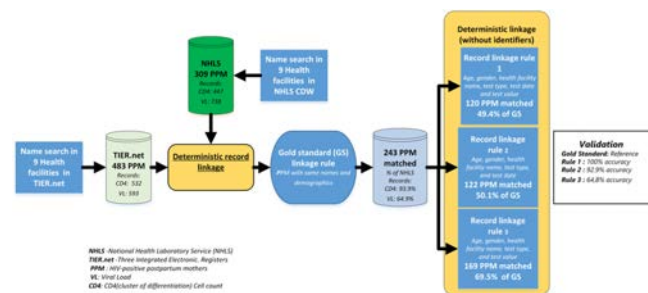 Name search in
9 Health
facilities
in TIER.net
TIER.net
483 PPM
Records:
CD4: 532
VL: 593
NHLS
309 PPM
Records:
CD4: 447
Name search in
9 Health
facilities in
NHLS CDW
Deterministic record
linkage
Gold standard (GS)
linkage rule
PPM with same names and
demographics
243 PPM
matched
% of NHLS
Records:
CD4: 93.9%
VL: 64.9%
Deterministic linkage
(without identifiers)
Record linkage rule
1
Age, gender, health facility
name, test type, test date and
test value
120 PPM matched
49.4% of GS
Record linkage rule
2
Age, gender, health facility
name, test type,
and test date
122 PPM matched
50.1% of GS
Record linkage rule 3
Age, gender, health
facility name, test type,
and test value
169 PPM matched
69.5% of GS
Validation
Gold Standard: Reference
Rule 1 : 100% accuracy
Rule 2 : 92.9% accuracy
Rule 3 : 64,8% accuracy
NHLS -National Health Laboratory Service (NHLS)
TIER.net -Three Integrated Electronic, Registers
PPM : HIV-positive postpartum mothers
VL: Viral Load
CD4: CD4(cluster of differentiation) Cell count